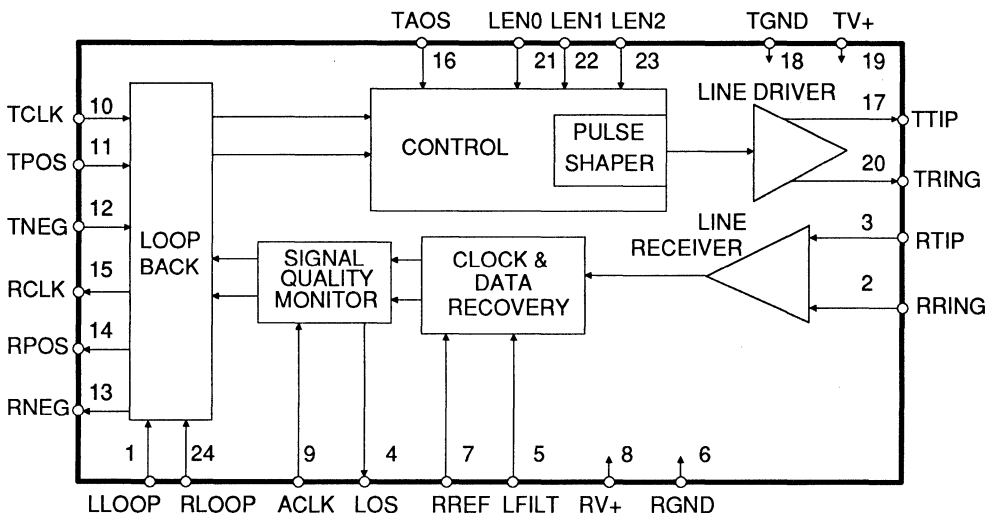 TAOS LEN0 LEN1 LEN2 TGND TV+
16 21 22 23 18 19
TCLK 10
TPOS 11
TNEG 12
RCLK 15
RPOS 14
RNEG 13
LOOP
BACK
CONTROL
PULSE
SHAPER
LINE DRIVER
17 TTIP
20 TRING
SIGNAL
QUALITY
MONITOR
CLOCK &
DATA
RECOVERY
LINE
RECEIVER
3 RTIP
2 RRING
1 24 9 4 7 5 8 6
LLOOP RLOOP ACLK LOS RREF LFILT RV+ RGND